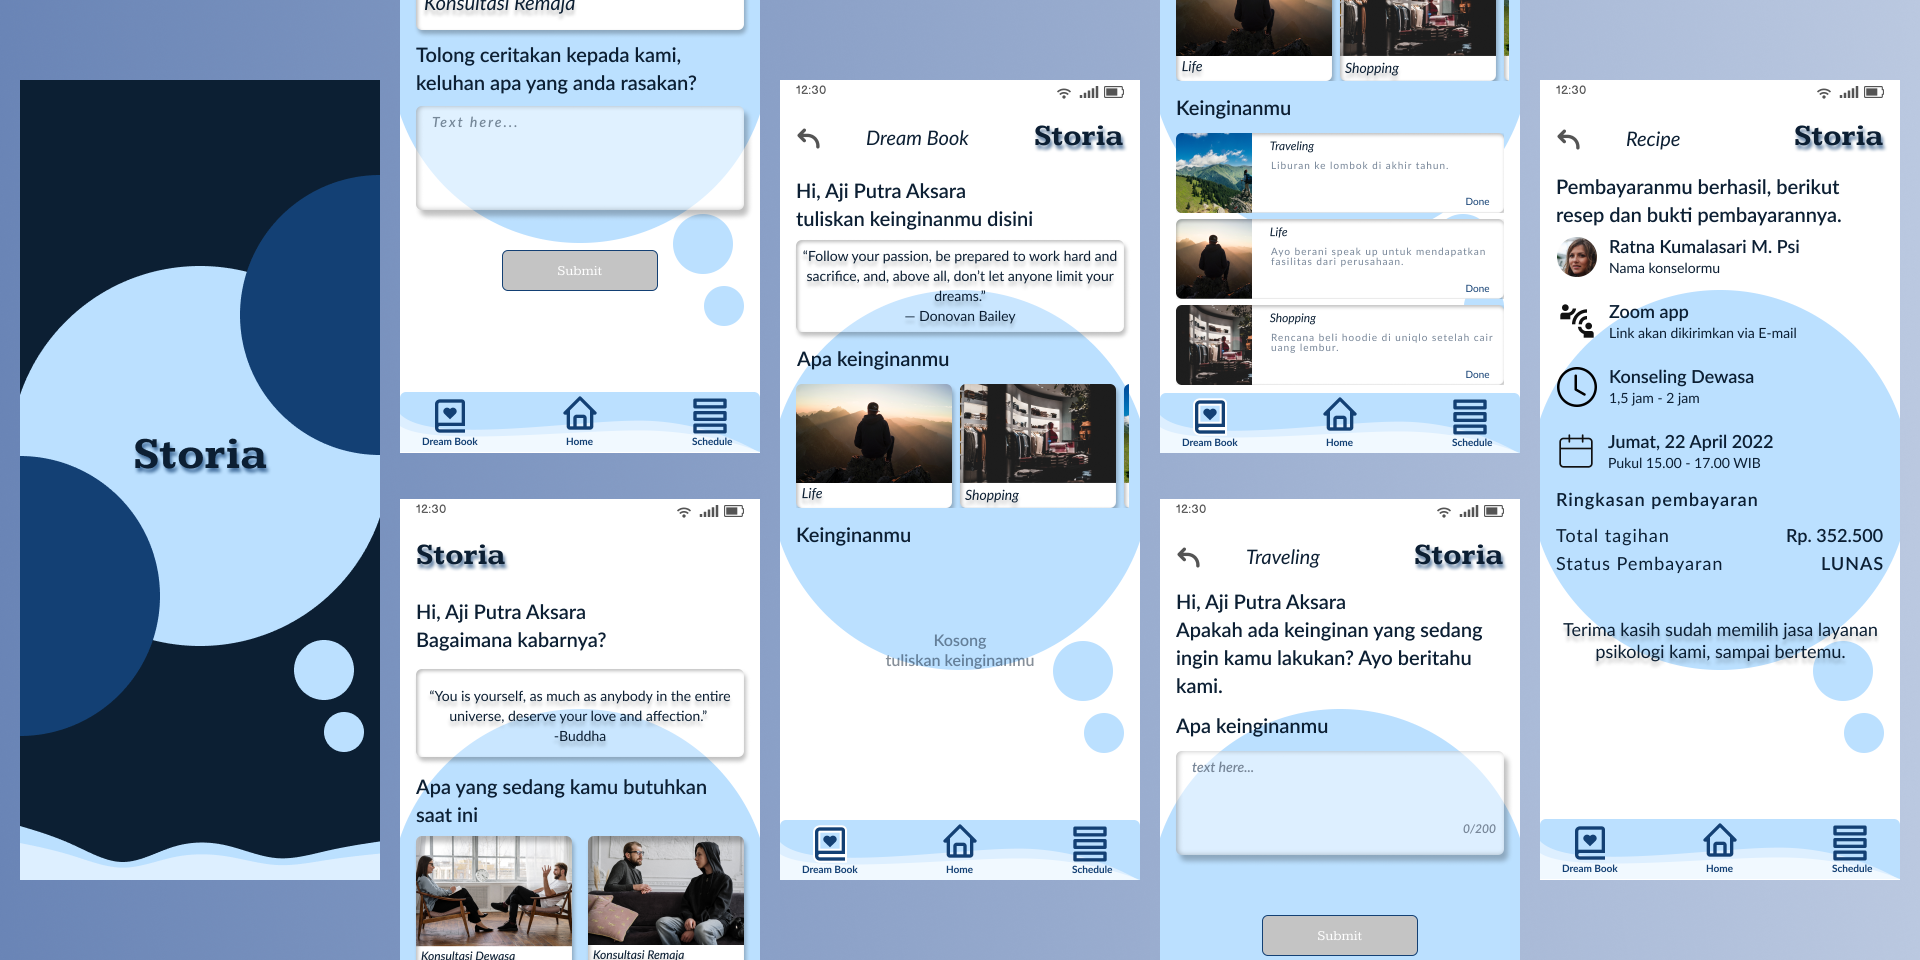 Storia
Konsultasi Remaja
Tolong ceritakan kepada kami,
keluhan apa yang anda rasakan?
Text here...
Submit
Dream Book
Home
Schedule
12:30
Storia
Hi, Aji Putra Aksara
Bagaimana kabarnya?
“You is yourself, as much as anybody in the entire
universe, deserve your love and affection.”
-Buddha
Apa yang sedang kamu butuhkan
saat ini
Konsultasi Dewasa
Konsultasi Remaja
12:30
Dream Book
Storia
Hi, Aji Putra Aksara
tuliskan keinginanmu disini
“Follow your passion, be prepared to work hard and
sacrifice, and, above all, don’t let anyone limit your
dreams.”
— Donovan Bailey
Apa keinginanmu
Life
Shopping
Keinginanmu
Kosong
tuliskan keinginanmu
Dream Book
Home
Schedule
Life
Shopping
Keinginanmu
Traveling
Liburan ke lombok di akhir tahun.
Done
Life
Ayo berani speak up untuk mendapatkan
fasilitas dari perusahaan.
Done
Shopping
Rencana beli hoodie di uniqlo setelah cair
uang lembur.
Done
Dream Book
Home
Schedule
12:30
Traveling
Storia
Hi, Aji Putra Aksara
Apakah ada keinginan yang sedang
ingin kamu lakukan? Ayo beritahu
kami.
Apa keinginanmu
text here...
0/200
Submit
12:30
Recipe
Storia
Pembayaranmu berhasil, berikut
resep dan bukti pembayarannya.
Ratna Kumalasari M. Psi
Nama konselormu
Zoom app
Link akan dikirimkan via E-mail
Konseling Dewasa
1,5 jam - 2 jam
Jumat, 22 April 2022
Pukul 15.00 - 17.00 WIB
Ringkasan pembayaran
Total tagihan Rp. 352.500
Status Pembayaran LUNAS
Terima kasih sudah memilih jasa layanan
psikologi kami, sampai bertemu.
Dream Book
Home
Schedule